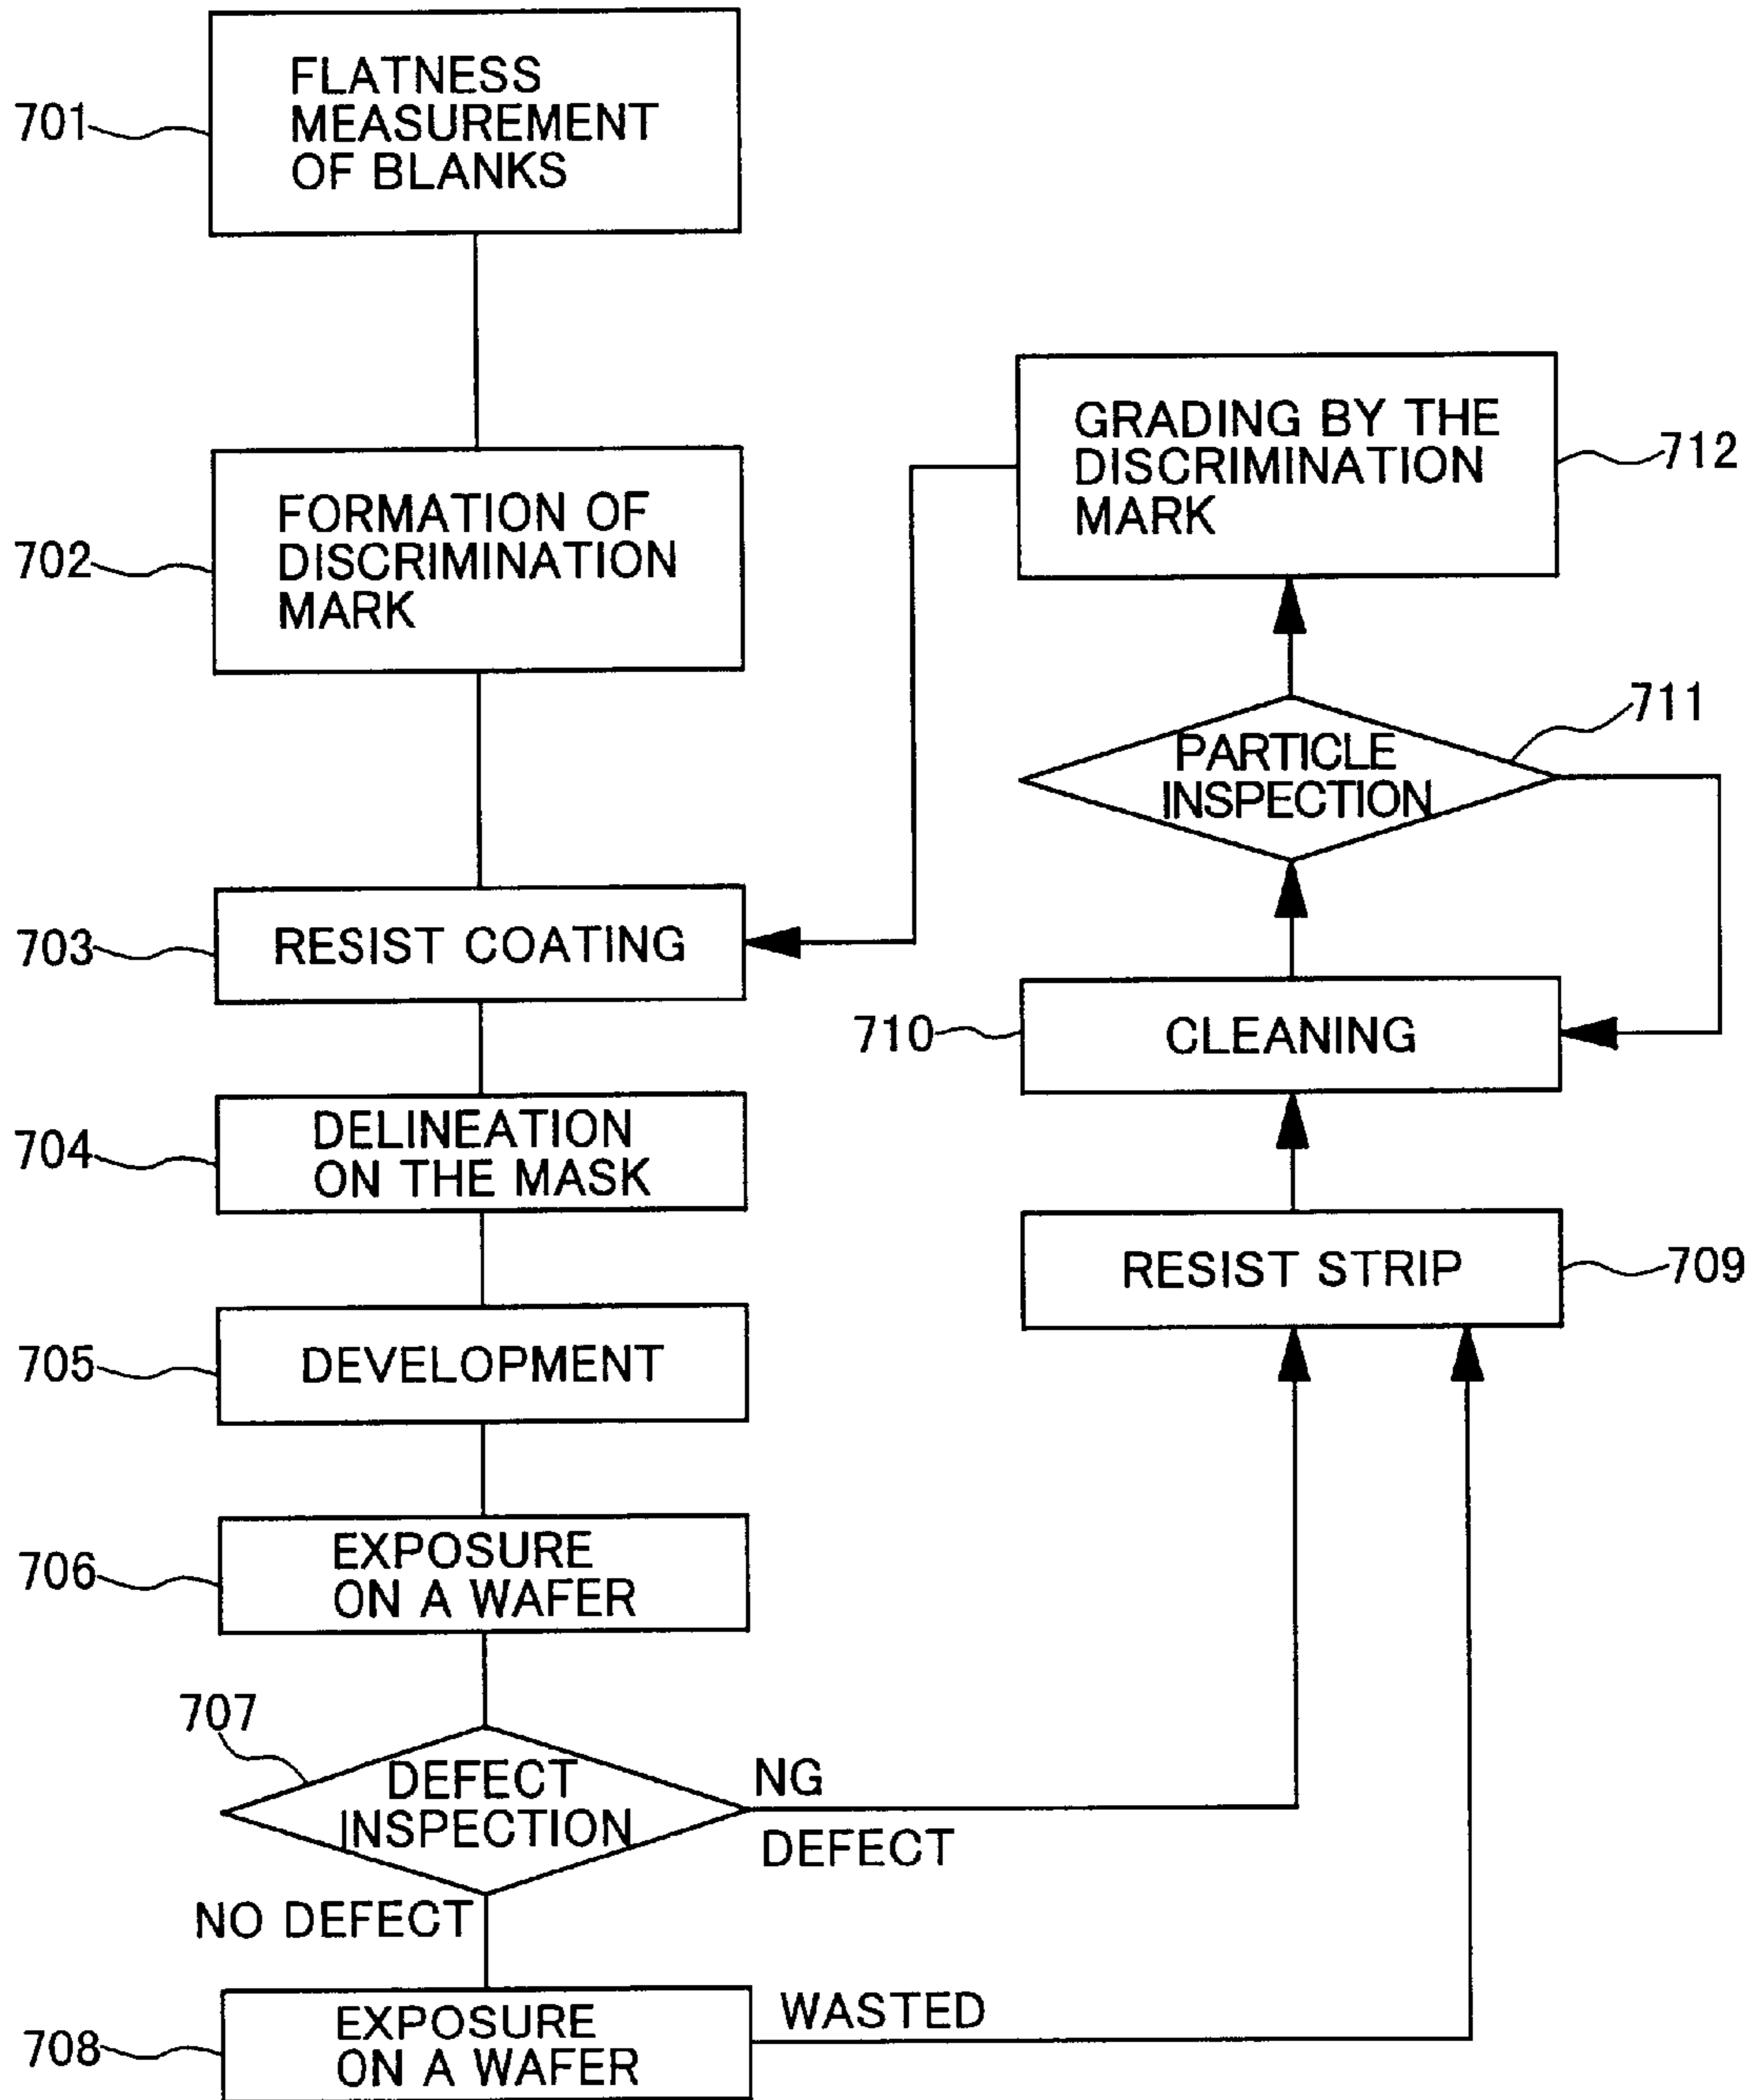 701
FLATNESS
MEASUREMENT
OF BLANKS
702
FORMATION OF
DISCRIMINATION
MARK
703
RESIST COATING
704
DELINEATION
ON THE MASK
705
DEVELOPMENT
706
EXPOSURE
ON A WAFER
707
DEFECT
INSPECTION
NG
DEFECT
NO DEFECT
708
EXPOSURE
ON A WAFER
WASTED
709
RESIST STRIP
710
CLEANING
711
PARTICLE
INSPECTION
712
GRADING BY THE
DISCRIMINATION
MARK